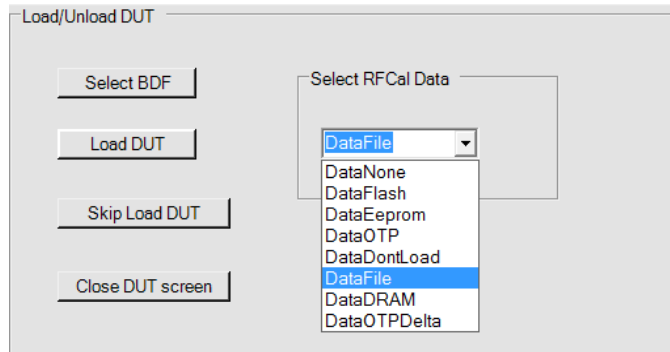 Load/Unload DUT
Select BDF
Select RFCal Data
Load DUT
DataFile
DataNone
DataFlash
DataEeprom
DataOTP
DataDontLoad
DataFile
DataDRAM
DataOTPDelta
Skip Load DUT
Close DUT screen